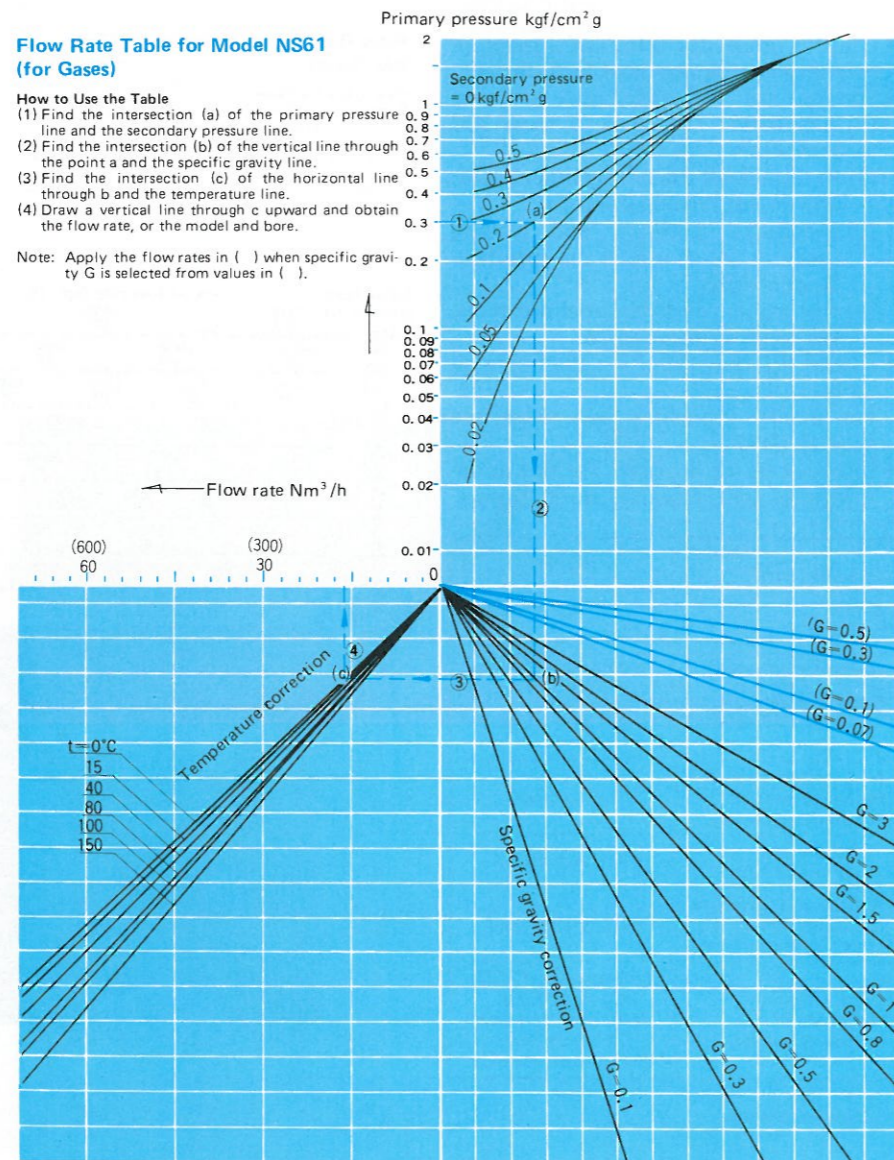 Primary pressure kgf/cm² g
Flow Rate Table for Model NS61
(for Gases)
How to Use the Table
(1) Find the intersection (a) of the primary pressure
line and the secondary pressure line.
(2) Find the intersection (b) of the vertical line through
the point a and the specific gravity line.
(3) Find the intersection (c) of the horizontal line
through b and the temperature line.
(4) Draw a vertical line through c upward and obtain
the flow rate, or the model and bore.
Note: Apply the flow rates in ( ) when specific gravi-
ty G is selected from values in ( ).
2
1
0.9
0.8
0.7
0.6
0.5
0.4
0.3
0.2
0.1
0.09
0.08
0.07
0.06
0.05
0.04
0.03
0.02
0.01
0
Secondary pressure
= 0 kgf/cm² g
0.5
0.4
0.3
0.2
0.1
0.05
0.02
① (a)
②
Flow rate Nm³/h
(600) (300)
60 30
④
(c) ③ (b)
Temperature correction
t=0°C
15
40
80
100
150
Specific gravity correction
(G=0.5)
(G=0.3)
(G=0.1)
(G=0.07)
G=3
G=2
G=1.5
G=1
G=0.8
G=0.5
G=0.3
G=0.1